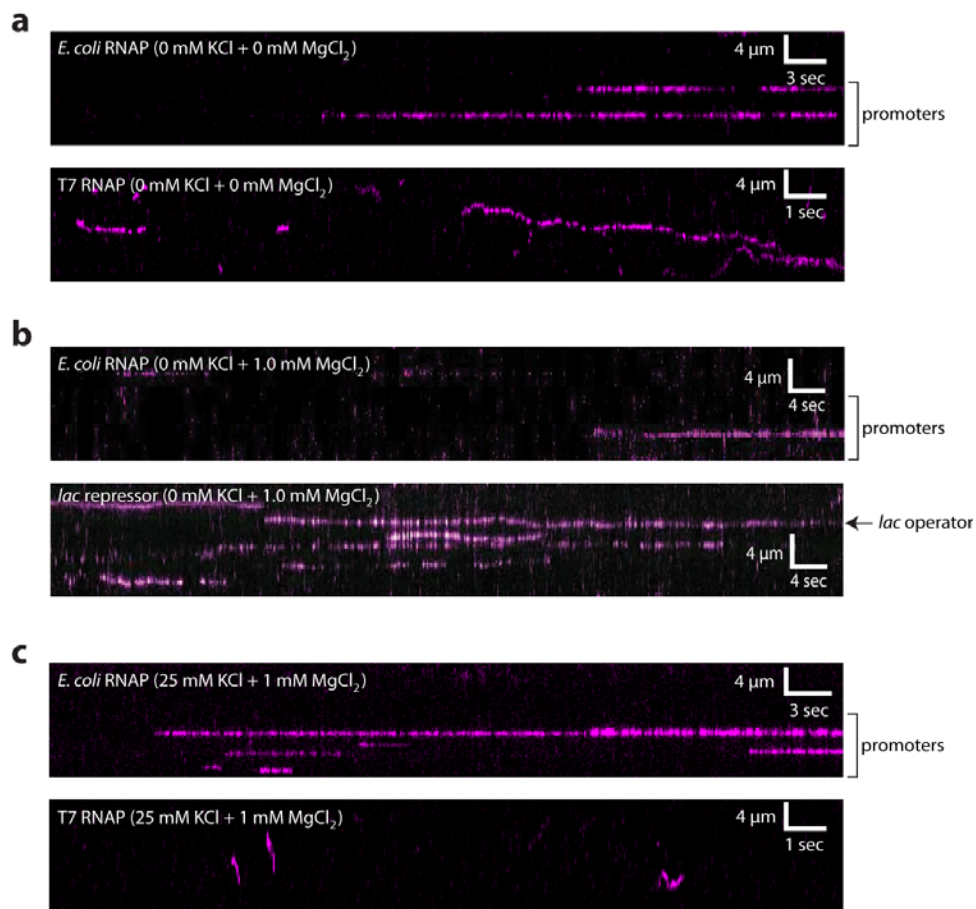 a
E. coli RNAP (0 mM KCl + 0 mM MgCl₂)
4 µm
3 sec
promoters
T7 RNAP (0 mM KCl + 0 mM MgCl₂)
4 µm
1 sec
b
E. coli RNAP (0 mM KCl + 1.0 mM MgCl₂)
4 µm
4 sec
promoters
lac repressor (0 mM KCl + 1.0 mM MgCl₂)
lac operator
4 µm
4 sec
c
E. coli RNAP (25 mM KCl + 1 mM MgCl₂)
4 µm
3 sec
promoters
T7 RNAP (25 mM KCl + 1 mM MgCl₂)
4 µm
1 sec